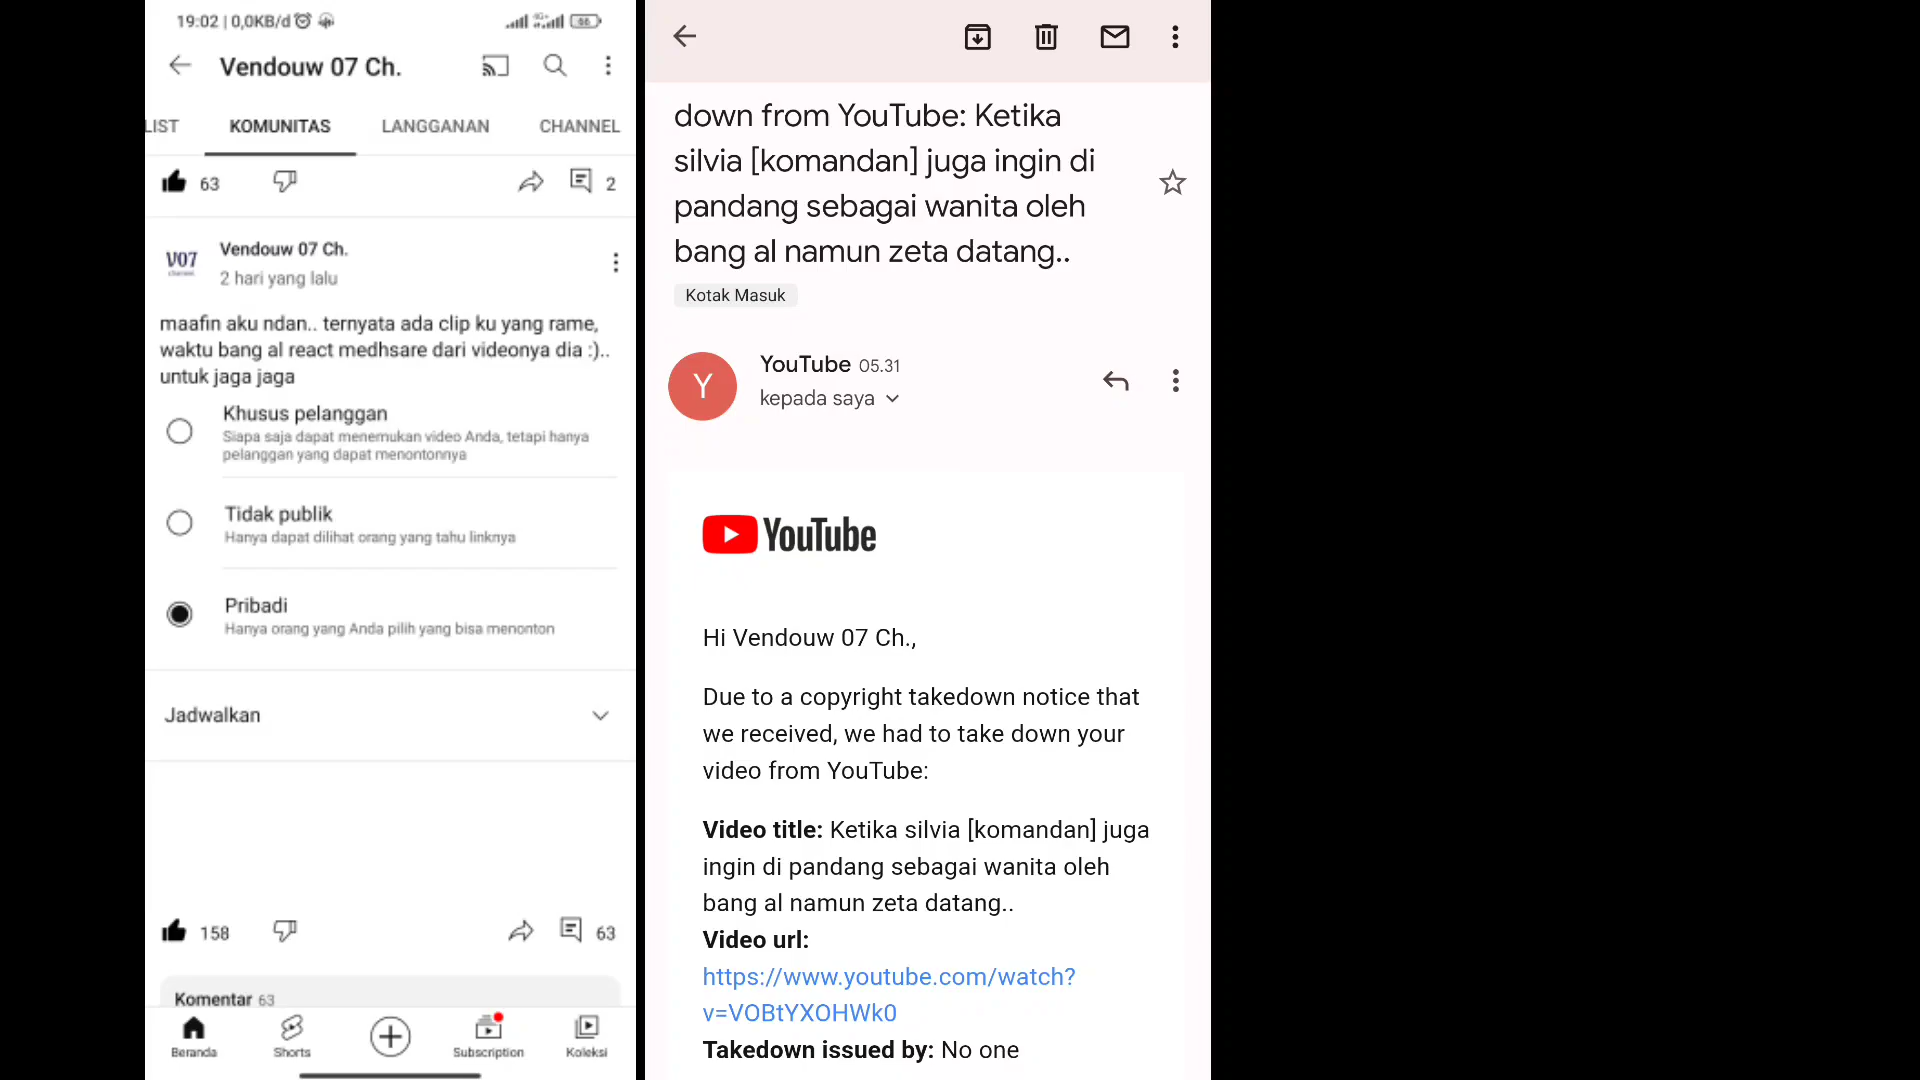 19:02 | 0,0KB/d
66
Vendouw 07 Ch.
LIST KOMUNITAS LANGGANAN CHANNEL
63 2
V07
Vendouw 07 Ch.
2 hari yang lalu
maafin aku ndan.. ternyata ada clip ku yang rame,
waktu bang al react medhsare dari videonya dia :)..
untuk jaga jaga
Khusus pelanggan
Siapa saja dapat menemukan video Anda, tetapi hanya
pelanggan yang dapat menontonnya
Tidak publik
Hanya dapat dilihat orang yang tahu linknya
Pribadi
Hanya orang yang Anda pilih yang bisa menonton
Jadwalkan
158 63
Komentar 63
Beranda Shorts Subscription Koleksi
down from YouTube: Ketika
silvia [komandan] juga ingin di
pandang sebagai wanita oleh
bang al namun zeta datang..
Kotak Masuk
Y
YouTube 05.31
kepada saya
YouTube
Hi Vendouw 07 Ch.,
Due to a copyright takedown notice that
we received, we had to take down your
video from YouTube:
Video title: Ketika silvia [komandan] juga
ingin di pandang sebagai wanita oleh
bang al namun zeta datang..
Video url:
https://www.youtube.com/watch?
v=VOBtYXOHWk0
Takedown issued by: No one